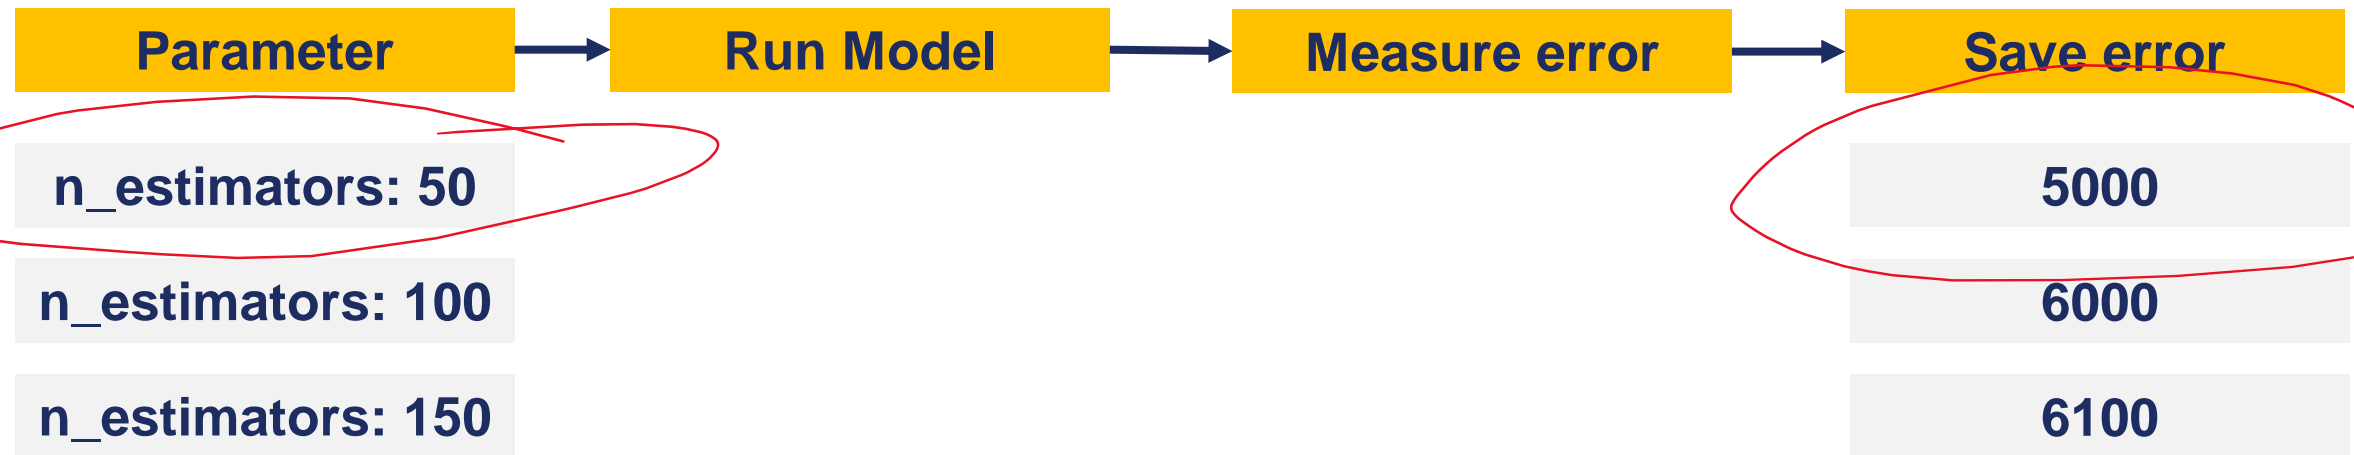 Parameter
Run Model
Measure error
Save error
n_estimators: 50
5000
n_estimators: 100
6000
n_estimators: 150
6100